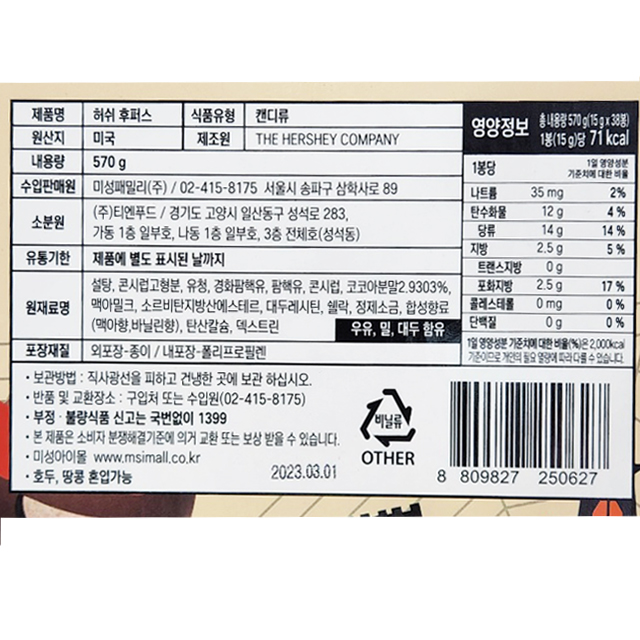 제품명 허쉬 후퍼스 식품유형 캔디류
원산지 미국 제조원 THE HERSHEY COMPANY
내용량 570 g
수입판매원 미성패밀리(주) / 02-415-8175 서울시 송파구 삼학사로 89
소분원 (주)티엔푸드 / 경기도 고양시 일산동구 성석로 283,
가동 1층 일부호, 나동 1층 일부호, 3층 전체호(성석동)
유통기한 제품에 별도 표시된 날까지
원재료명 설탕, 콘시럽고형분, 유청, 경화팜핵유, 팜핵유, 콘시럽, 코코아분말2.9303%,
맥아밀크, 소르비탄지방산에스테르, 대두레시틴, 쉘락, 정제소금, 합성향료
(맥아향,바닐린향), 탄산칼슘, 덱스트린
우유, 밀, 대두 함유
포장재질 외포장-종이 / 내포장-폴리프로필렌
• 보관방법 : 직사광선을 피하고 건냉한 곳에 보관 하십시오.
• 반품 및 교환장소 : 구입처 또는 수입원(02-415-8175)
• 부정 · 불량식품 신고는 국번없이 1399
• 본 제품은 소비자 분쟁해결기준에 의거 교환 또는 보상 받을 수 있습니다.
• 미성아이몰 www.msimall.co.kr
• 호두, 땅콩 혼입가능
2023.03.01
영양정보 총 내용량 570 g(15 g x 38봉)
1봉(15 g)당 71 kcal
1봉당 1일 영양성분
기준치에 대한 비율
나트륨 35 mg 2%
탄수화물 12 g 4 %
당류 14 g 14 %
지방 2.5 g 5 %
트랜스지방 0 g
포화지방 2.5 g 17 %
콜레스테롤 0 mg 0 %
단백질 0 g 0 %
1일 영양성분 기준치에 대한 비율(%)은 2,000kcal
기준이므로 개인의 필요 열량에 따라 다를 수 있습니다.
비닐류
OTHER
8 809827 250627